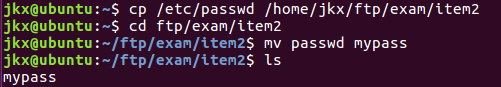 jkx@ubuntu:~$ cp /etc/passwd /home/jkx/ftp/exam/item2
jkx@ubuntu:~$ cd ftp/exam/item2
jkx@ubuntu:~/ftp/exam/item2$ mv passwd mypass
jkx@ubuntu:~/ftp/exam/item2$ ls
mypass